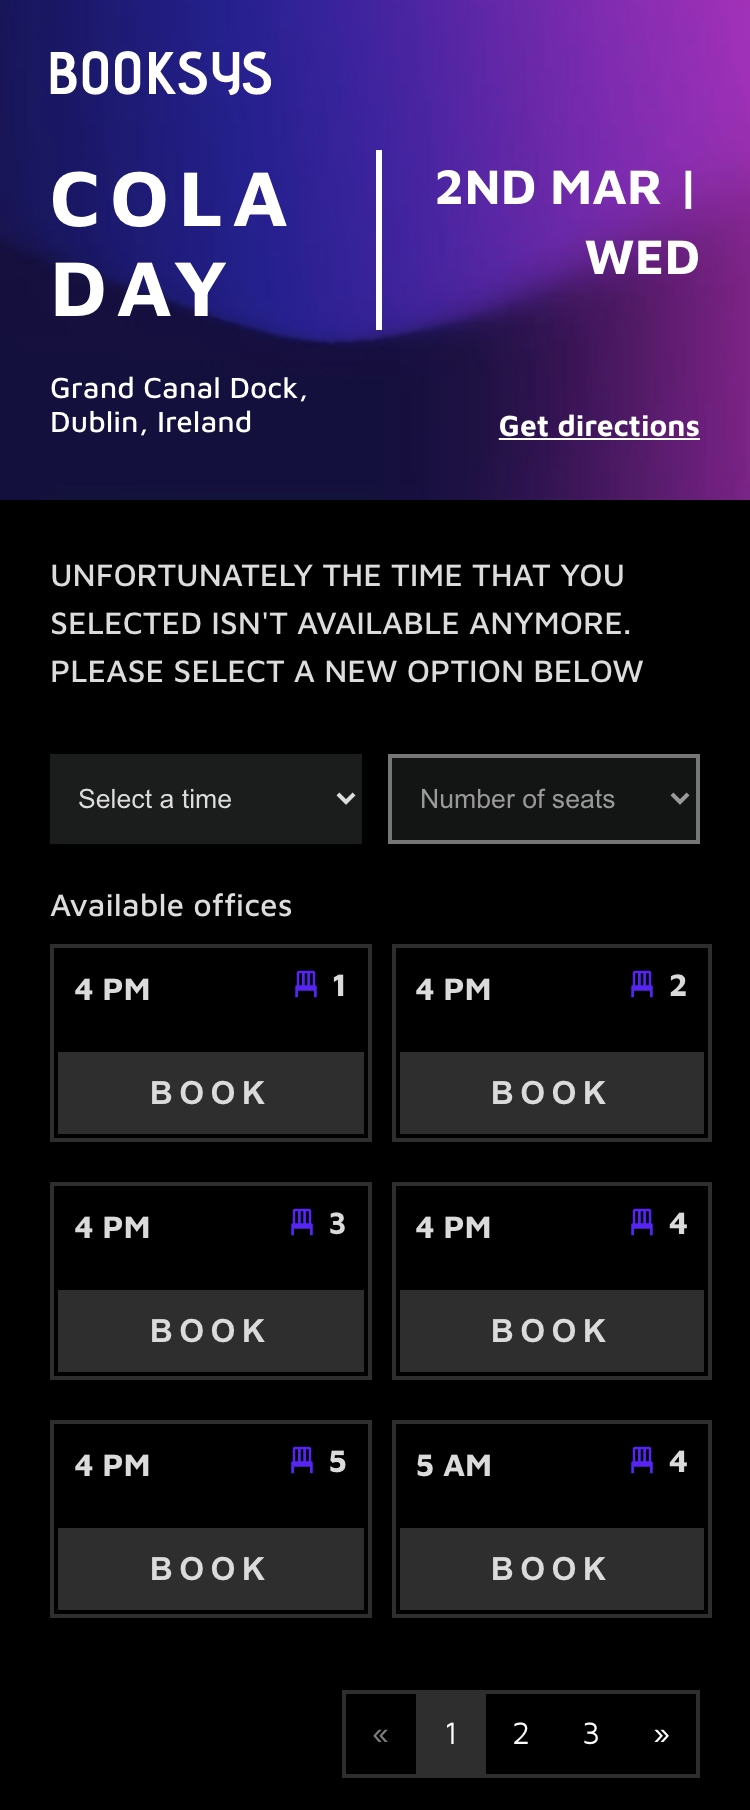 BOOKSYS
COLA
DAY
2ND MAR |
WED
Grand Canal Dock,
Dublin, Ireland
Get directions
UNFORTUNATELY THE TIME THAT YOU
SELECTED ISN'T AVAILABLE ANYMORE.
PLEASE SELECT A NEW OPTION BELOW
Select a time
Number of seats
Available offices
4 PM 1
BOOK
4 PM 2
BOOK
4 PM 3
BOOK
4 PM 4
BOOK
4 PM 5
BOOK
5 AM 4
BOOK
« 1 2 3 »